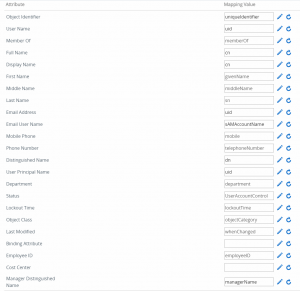 Attribute Mapping Value
Object Identifier uniqueIdentifier
User Name uid
Member Of memberOf
Full Name cn
Display Name cn
First Name givenName
Middle Name middleName
Last Name sn
Email Address uid
Email User Name sAMAccountName
Mobile Phone mobile
Phone Number telephoneNumber
Distinguished Name dn
User Principal Name uid
Department department
Status UserAccountControl
Lockout Time lockoutTime
Object Class objectCategory
Last Modified whenChanged
Binding Attribute
Employee ID employeeID
Cost Center
Manager Distinguished managerName
Name